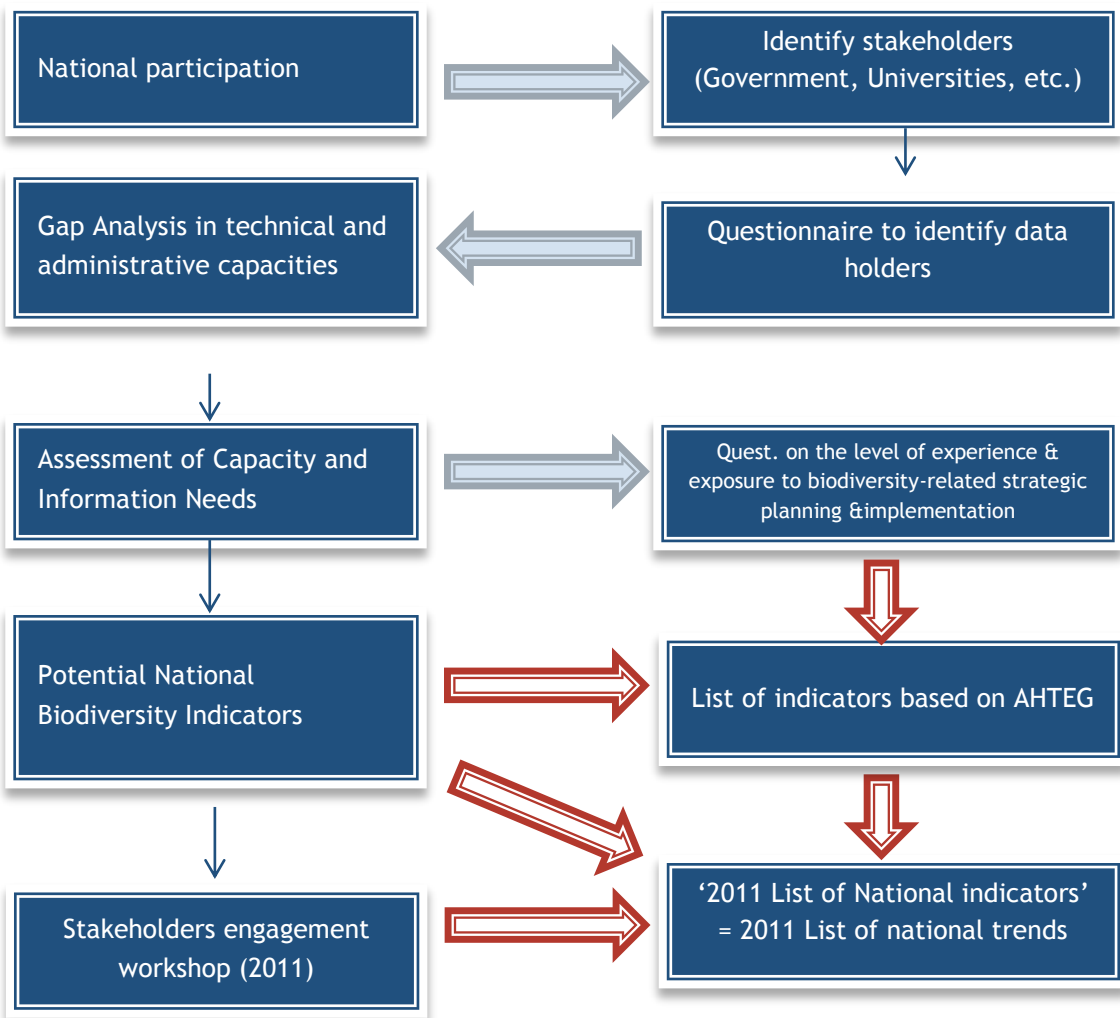 National participation
Identify stakeholders
(Government, Universities, etc.)
Gap Analysis in technical and
administrative capacities
Questionnaire to identify data
holders
Assessment of Capacity and
Information Needs
Quest. on the level of experience &
exposure to biodiversity-related strategic
planning &implementation
Potential National
Biodiversity Indicators
List of indicators based on AHTEG
Stakeholders engagement
workshop (2011)
‘2011 List of National indicators’
= 2011 List of national trends